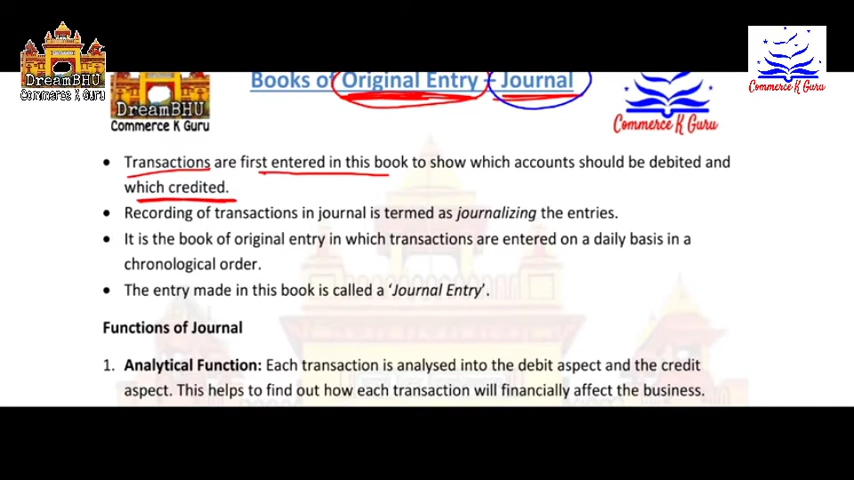 DreamBHU
Commerce K Guru
Commerce K Guru
Books of Original Entry – Journal
DreamBHU
Commerce K Guru
Commerce K Guru
• Transactions are first entered in this book to show which accounts should be debited and
which credited.
• Recording of transactions in journal is termed as journalizing the entries.
• It is the book of original entry in which transactions are entered on a daily basis in a
chronological order.
• The entry made in this book is called a ‘Journal Entry’.
Functions of Journal
1. Analytical Function: Each transaction is analysed into the debit aspect and the credit
aspect. This helps to find out how each transaction will financially affect the business.